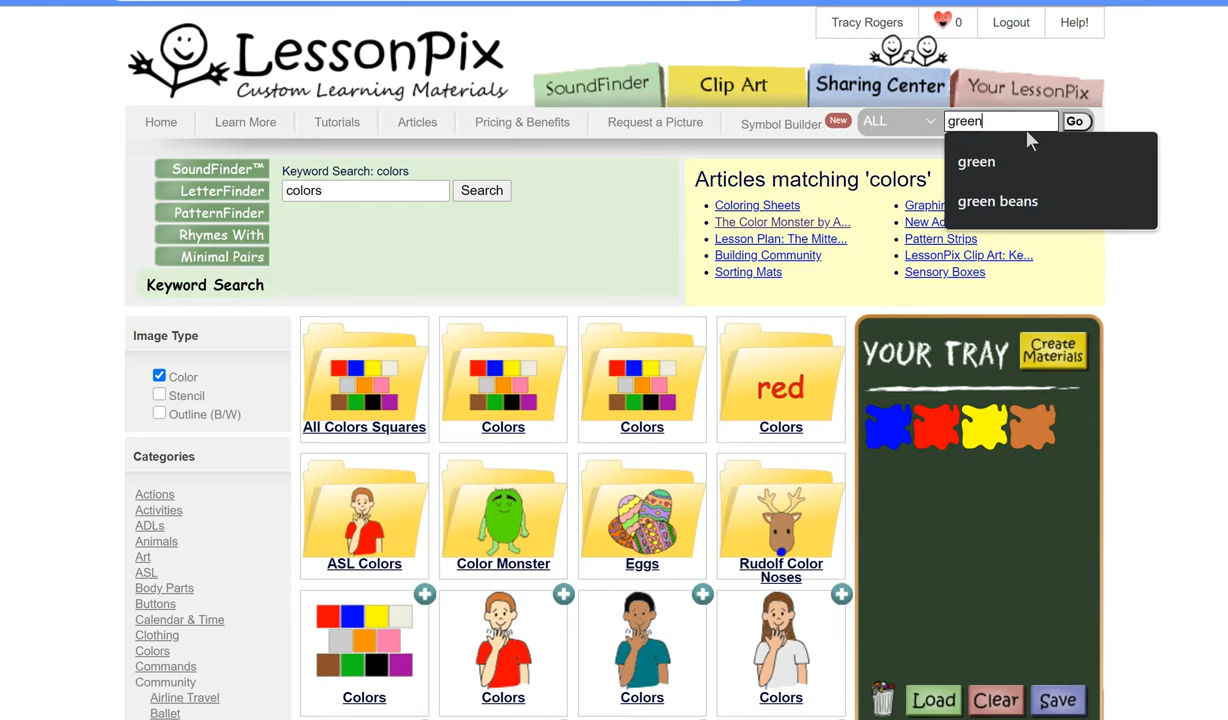 Tracy Rogers
0
Logout
Help!
LessonPix
Custom Learning Materials
SoundFinder
Clip Art
Sharing Center
Your LessonPix
Home
Learn More
Tutorials
Articles
Pricing & Benefits
Request a Picture
Symbol Builder New
ALL
green
Go
green
green beans
SoundFinder™
LetterFinder
PatternFinder
Rhymes With
Minimal Pairs
Keyword Search
Keyword Search: colors
colors
Search
Articles matching 'colors'
Coloring Sheets
The Color Monster by A...
Lesson Plan: The Mitte...
Building Community
Sorting Mats
Graphi
New Ad
Pattern Strips
LessonPix Clip Art: Ke...
Sensory Boxes
Image Type
Color
Stencil
Outline (B/W)
Categories
Actions
Activities
ADLs
Animals
Art
ASL
Body Parts
Buttons
Calendar & Time
Clothing
Colors
Commands
Community
Airline Travel
Ballet
All Colors Squares
Colors
Colors
red
Colors
ASL Colors
Color Monster
Eggs
Rudolf Color
Noses
Colors
Colors
Colors
Colors
YOUR TRAY
Create
Materials
Load
Clear
Save